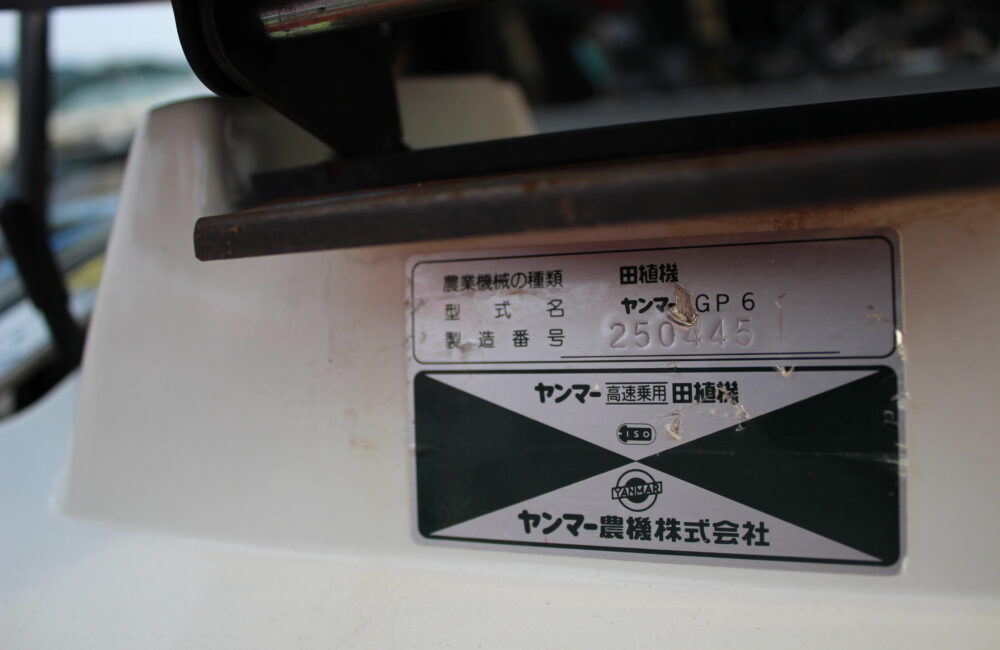 農業機械の種類 田植機
型式名 ヤンマー GP6
製造番号 250445
ヤンマー高速乗用田植機
ISO
YANMAR
ヤンマー農機株式会社